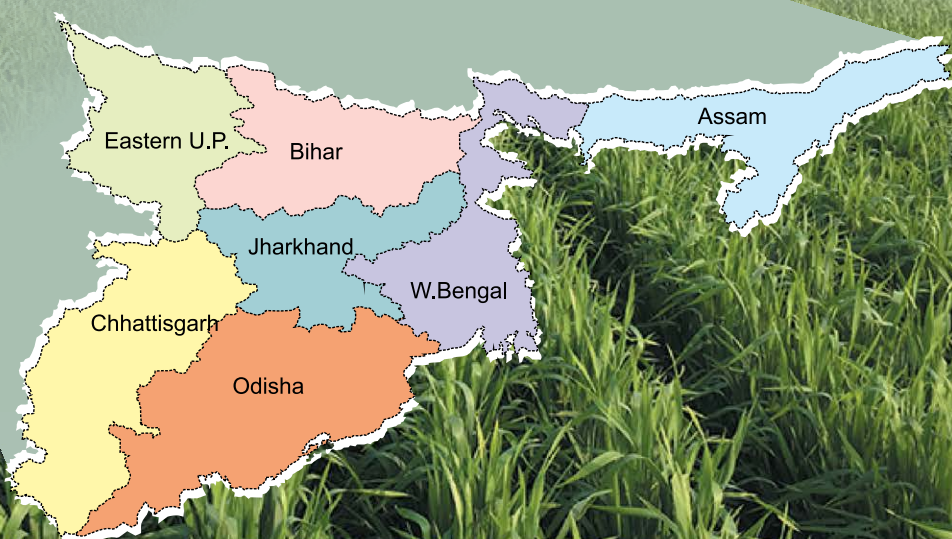 Assam
Eastern U.P.
Bihar
Jharkhand
W.Bengal
Chhattisgarh
Odisha